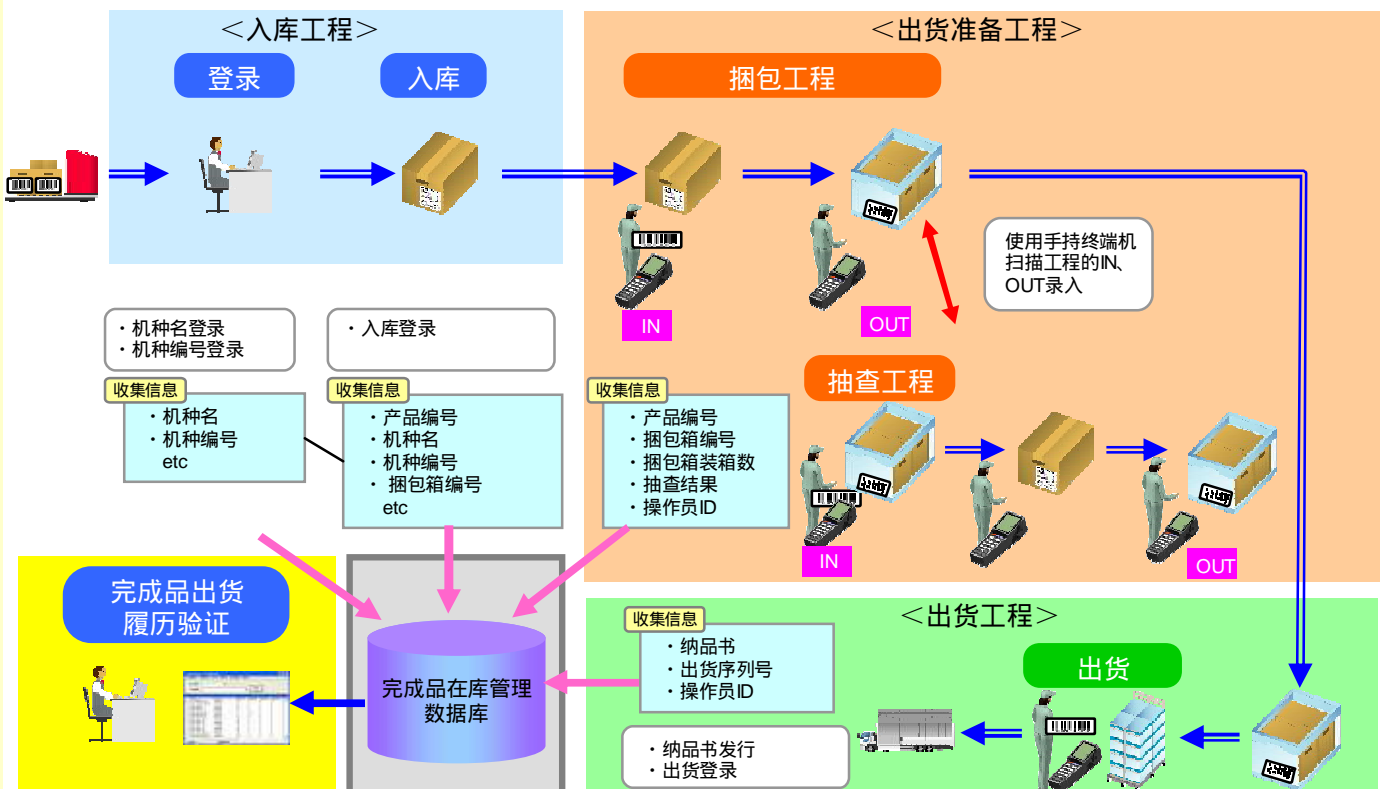 ＜入库工程＞
登录
入库
＜出货准备工程＞
捆包工程
使用手持终端机
扫描工程的IN、
OUT录入
IN
OUT
・机种名登录
・机种编号登录
・入库登录
收集信息
・机种名
・机种编号
etc
收集信息
・产品编号
・机种名
・机种编号
・ 捆包箱编号
etc
收集信息
・产品编号
・捆包箱编号
・捆包箱装箱数
・抽查结果
・操作员ID
抽查工程
IN
OUT
完成品出货
履历验证
完成品在库管理
数据库
＜出货工程＞
收集信息
・纳品书
・出货序列号
・操作员ID
出货
・纳品书发行
・出货登录